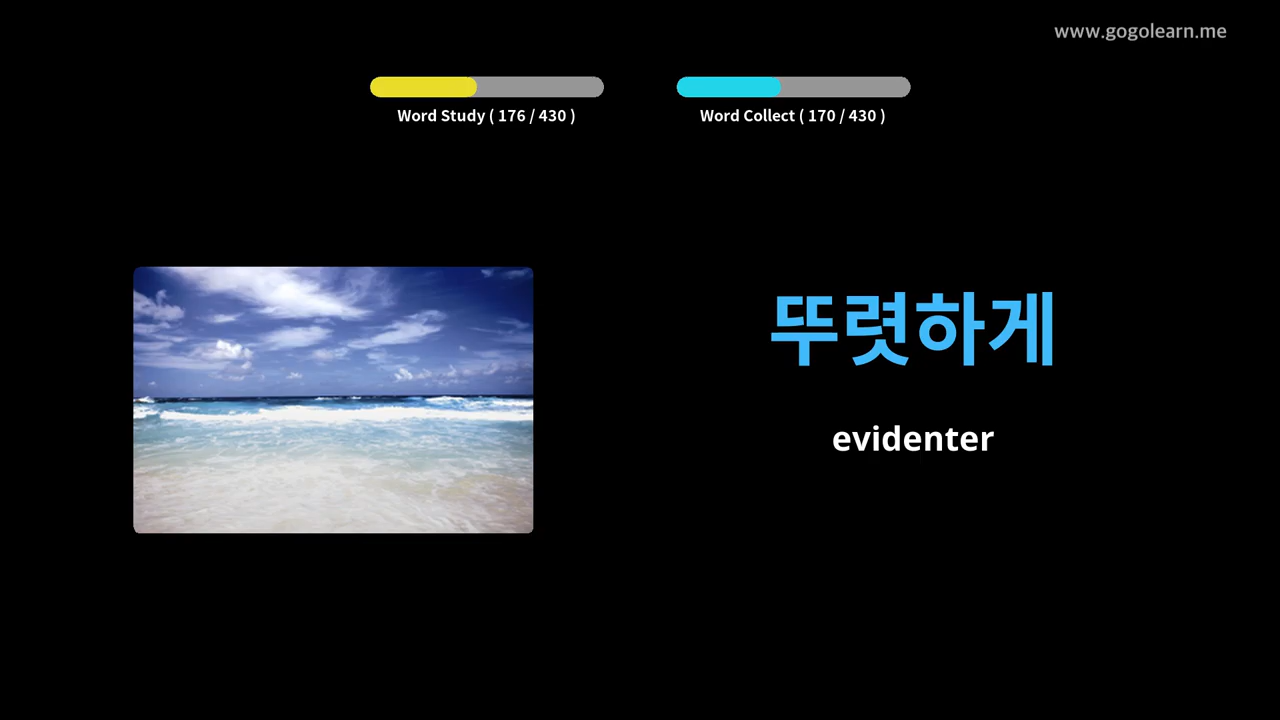 www.gogolearn.me
Word Study ( 176 / 430 )
Word Collect ( 170 / 430 )
뚜렷하게
evidenter